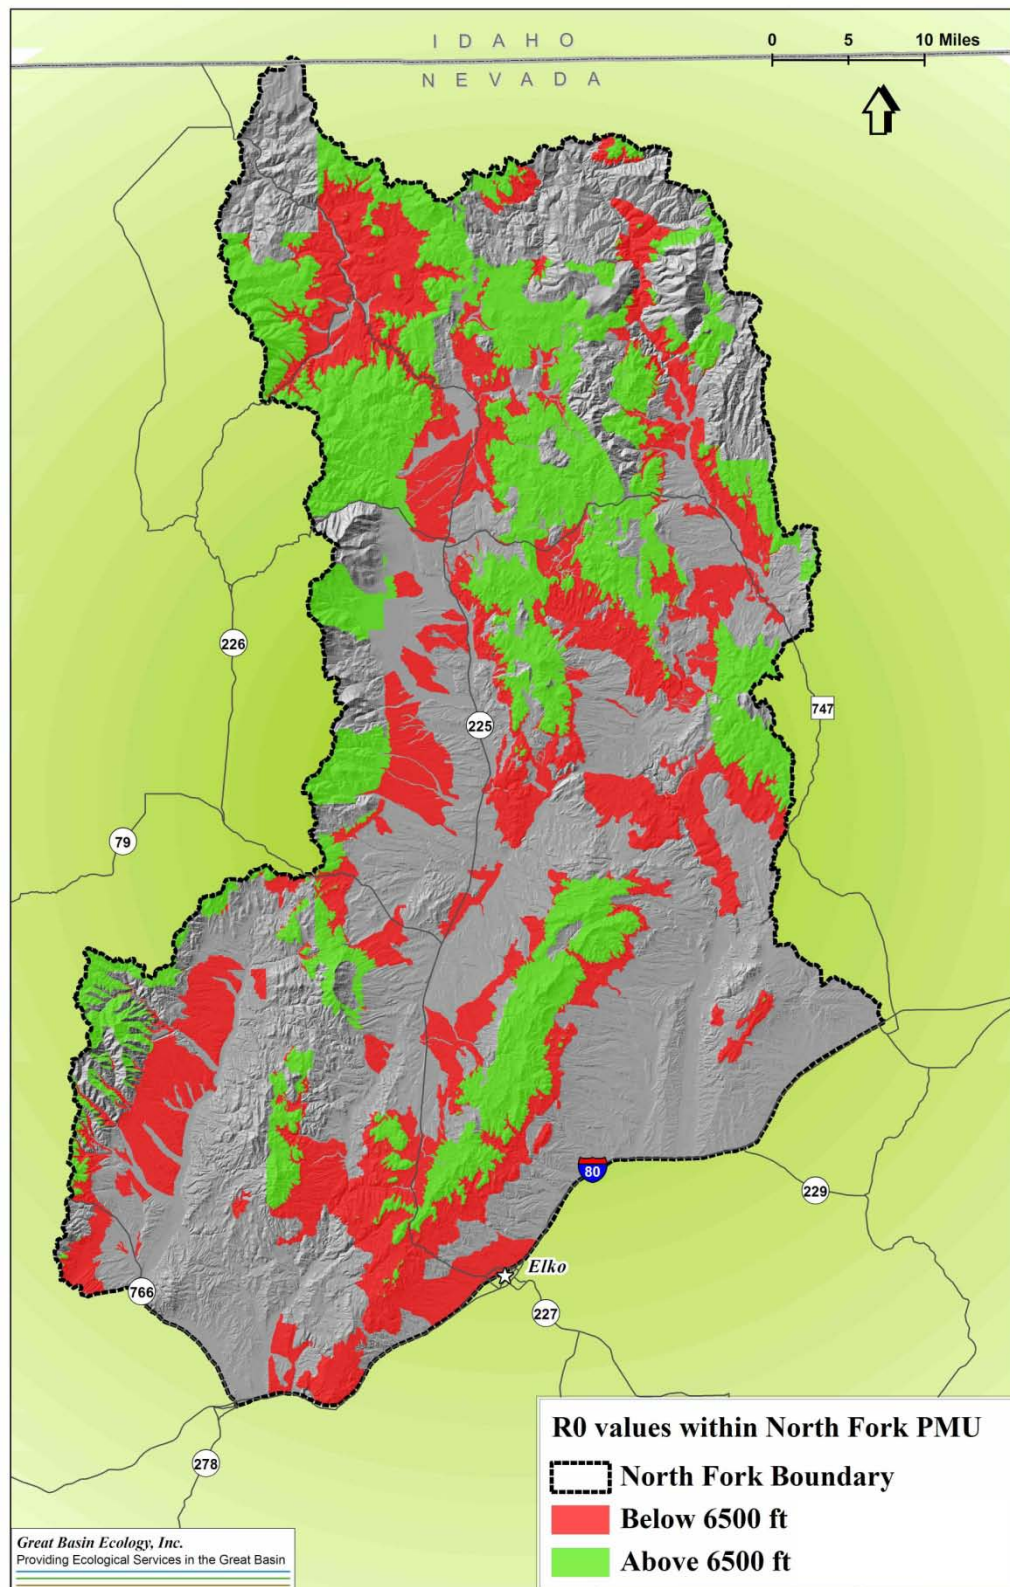 I D A H O
N E V A D A
0 5 10 Miles
226
225
747
79
80
229
Elko
766
227
278
R0 values within North Fork PMU
North Fork Boundary
Below 6500 ft
Above 6500 ft
Great Basin Ecology, Inc.
Providing Ecological Services in the Great Basin